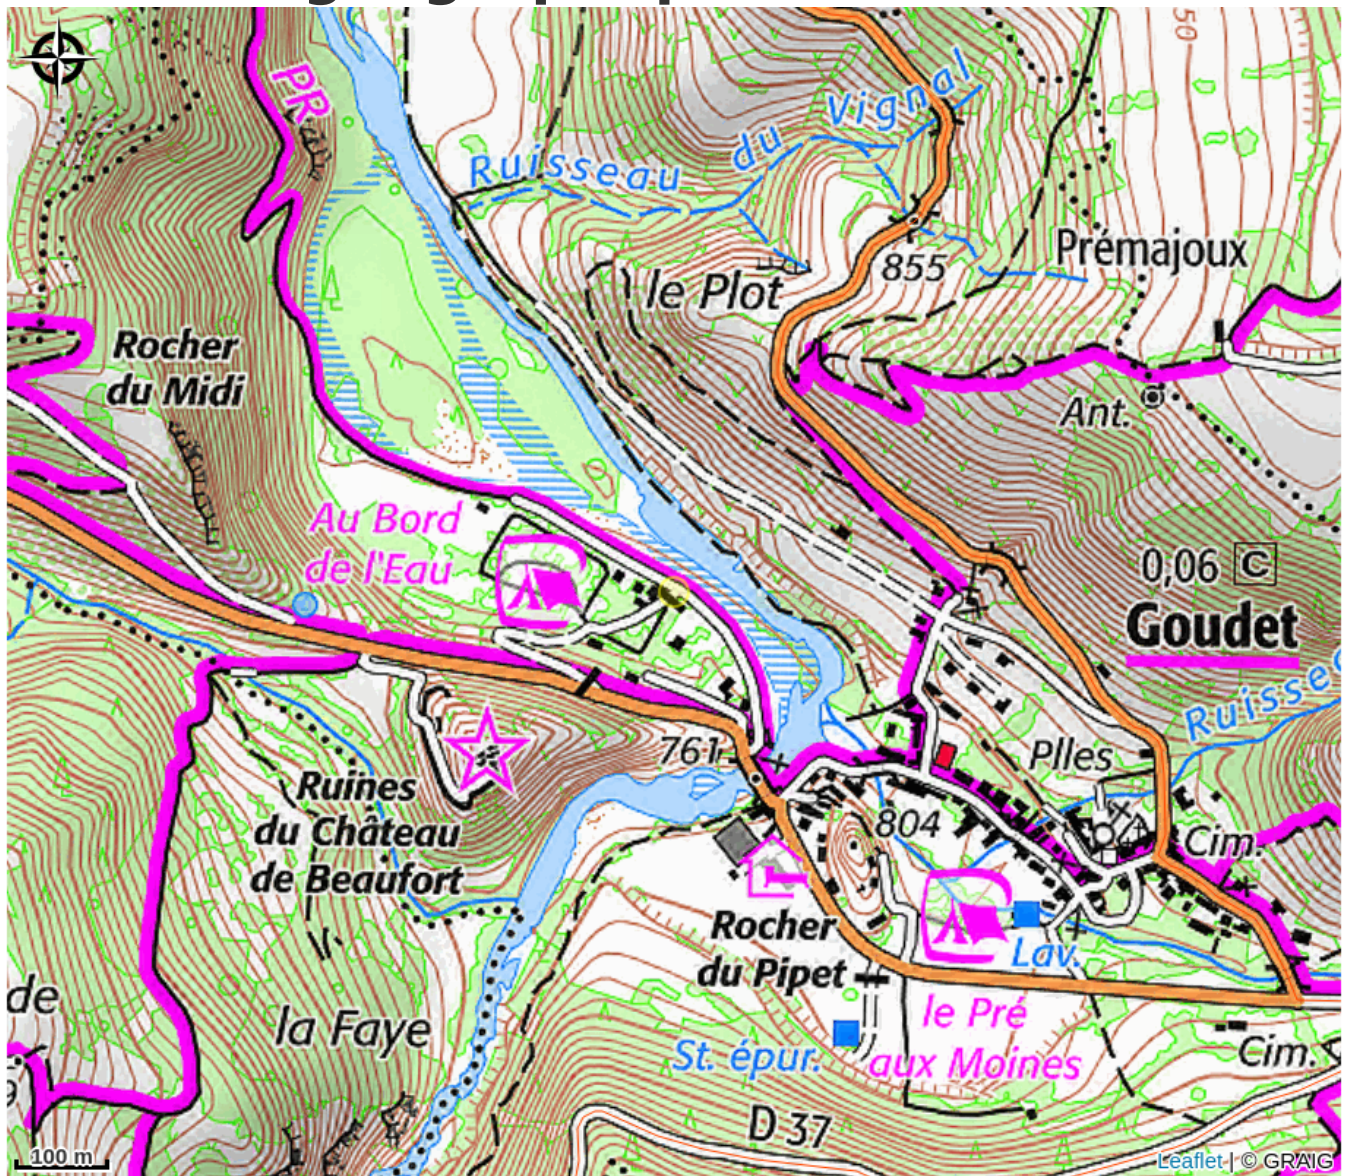 PR
Ruisseau du Vignal
50
855
Prémajoux
le Plot
Rocher
du Midi
Ant.
Au Bord
de l'Eau
0,06 C
Goudet
761
Plles
Ruines
du Château
de Beaufort
804
Cim.
Rocher
du Pipet
Lav.
de
la Faye
le Pré
aux Moines
St. épur.
Cim.
D 37
100 m
Leaflet | © GRAIG